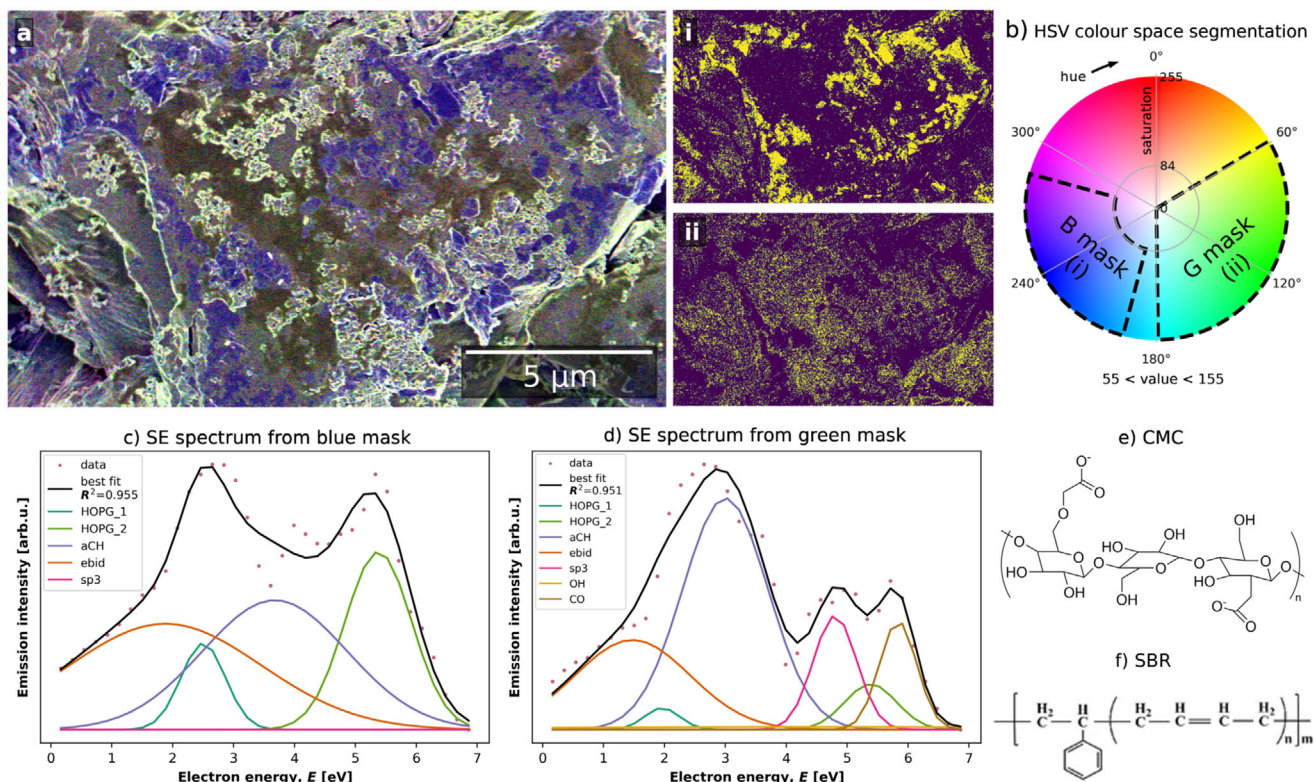 a
5 µm
i
ii
b) HSV colour space segmentation
hue
0°
255
saturation
84
0
60°
120°
180°
240°
300°
B mask
(i)
G mask
(ii)
55 < value < 155
c) SE spectrum from blue mask
data
best fit
R²=0.955
HOPG_1
HOPG_2
aCH
ebid
sp3
Emission intensity [arb.u.]
0 1 2 3 4 5 6 7
Electron energy, E [eV]
d) SE spectrum from green mask
data
best fit
R²=0.951
HOPG_1
HOPG_2
aCH
ebid
sp3
OH
CO
Emission intensity [arb.u.]
0 1 2 3 4 5 6 7
Electron energy, E [eV]
e) CMC
O⁻
O
O
HO
OH
OH
HO
O
O
O
O
HO
OH
O
O
HO
OH
O
O⁻
O
n
f) SBR
H₂ H H₂ H H H₂
C C C C C C
n m